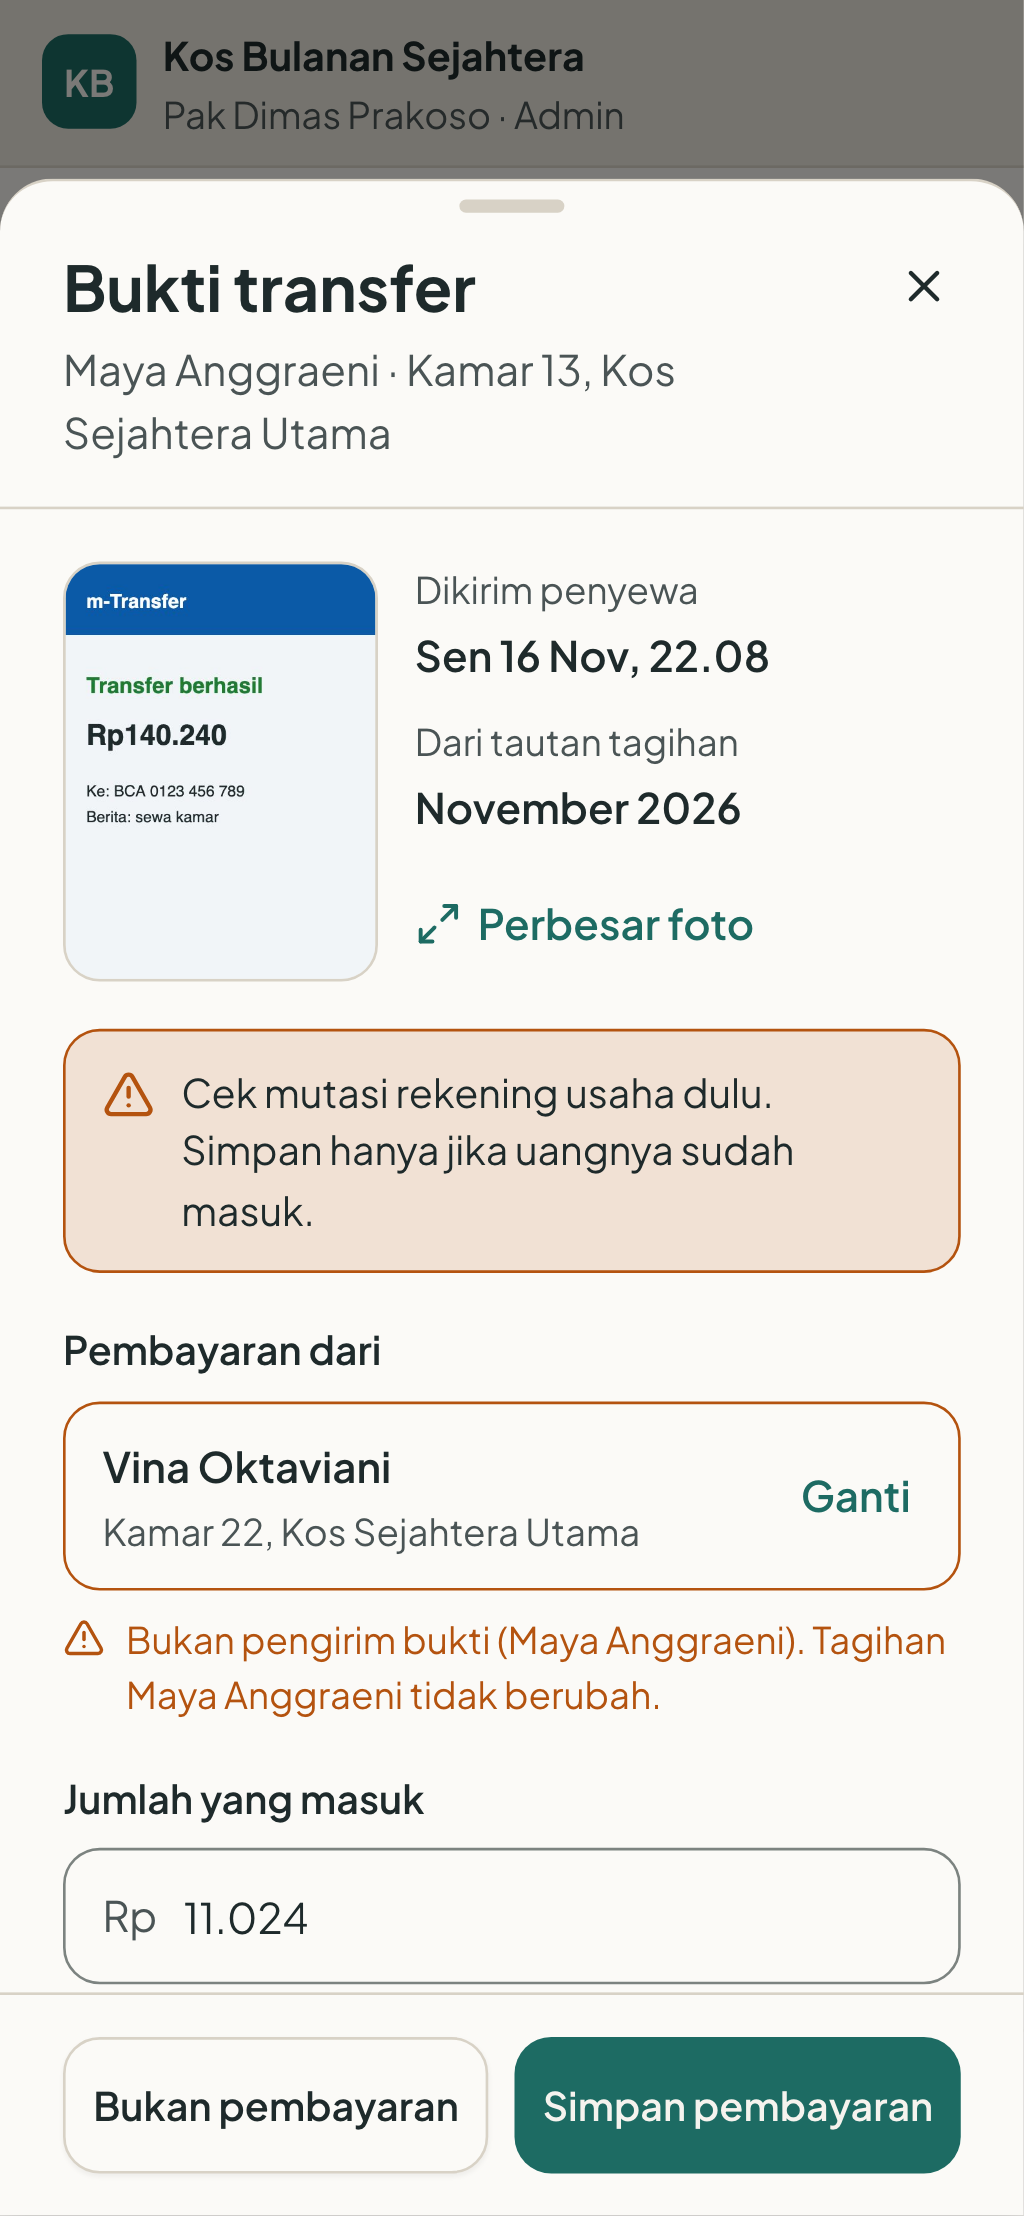 KB
Kos Bulanan Sejahtera
Pak Dimas Prakoso · Admin
Bukti transfer
Maya Anggraeni · Kamar 13, Kos
Sejahtera Utama
m-Transfer
Transfer berhasil
Rp140.240
Ke: BCA 0123 456 789
Berita: sewa kamar
Dikirim penyewa
Sen 16 Nov, 22.08
Dari tautan tagihan
November 2026
Perbesar foto
Cek mutasi rekening usaha dulu.
Simpan hanya jika uangnya sudah
masuk.
Pembayaran dari
Vina Oktaviani
Kamar 22, Kos Sejahtera Utama
Ganti
Bukan pengirim bukti (Maya Anggraeni). Tagihan
Maya Anggraeni tidak berubah.
Jumlah yang masuk
Rp 11.024
Bukan pembayaran
Simpan pembayaran